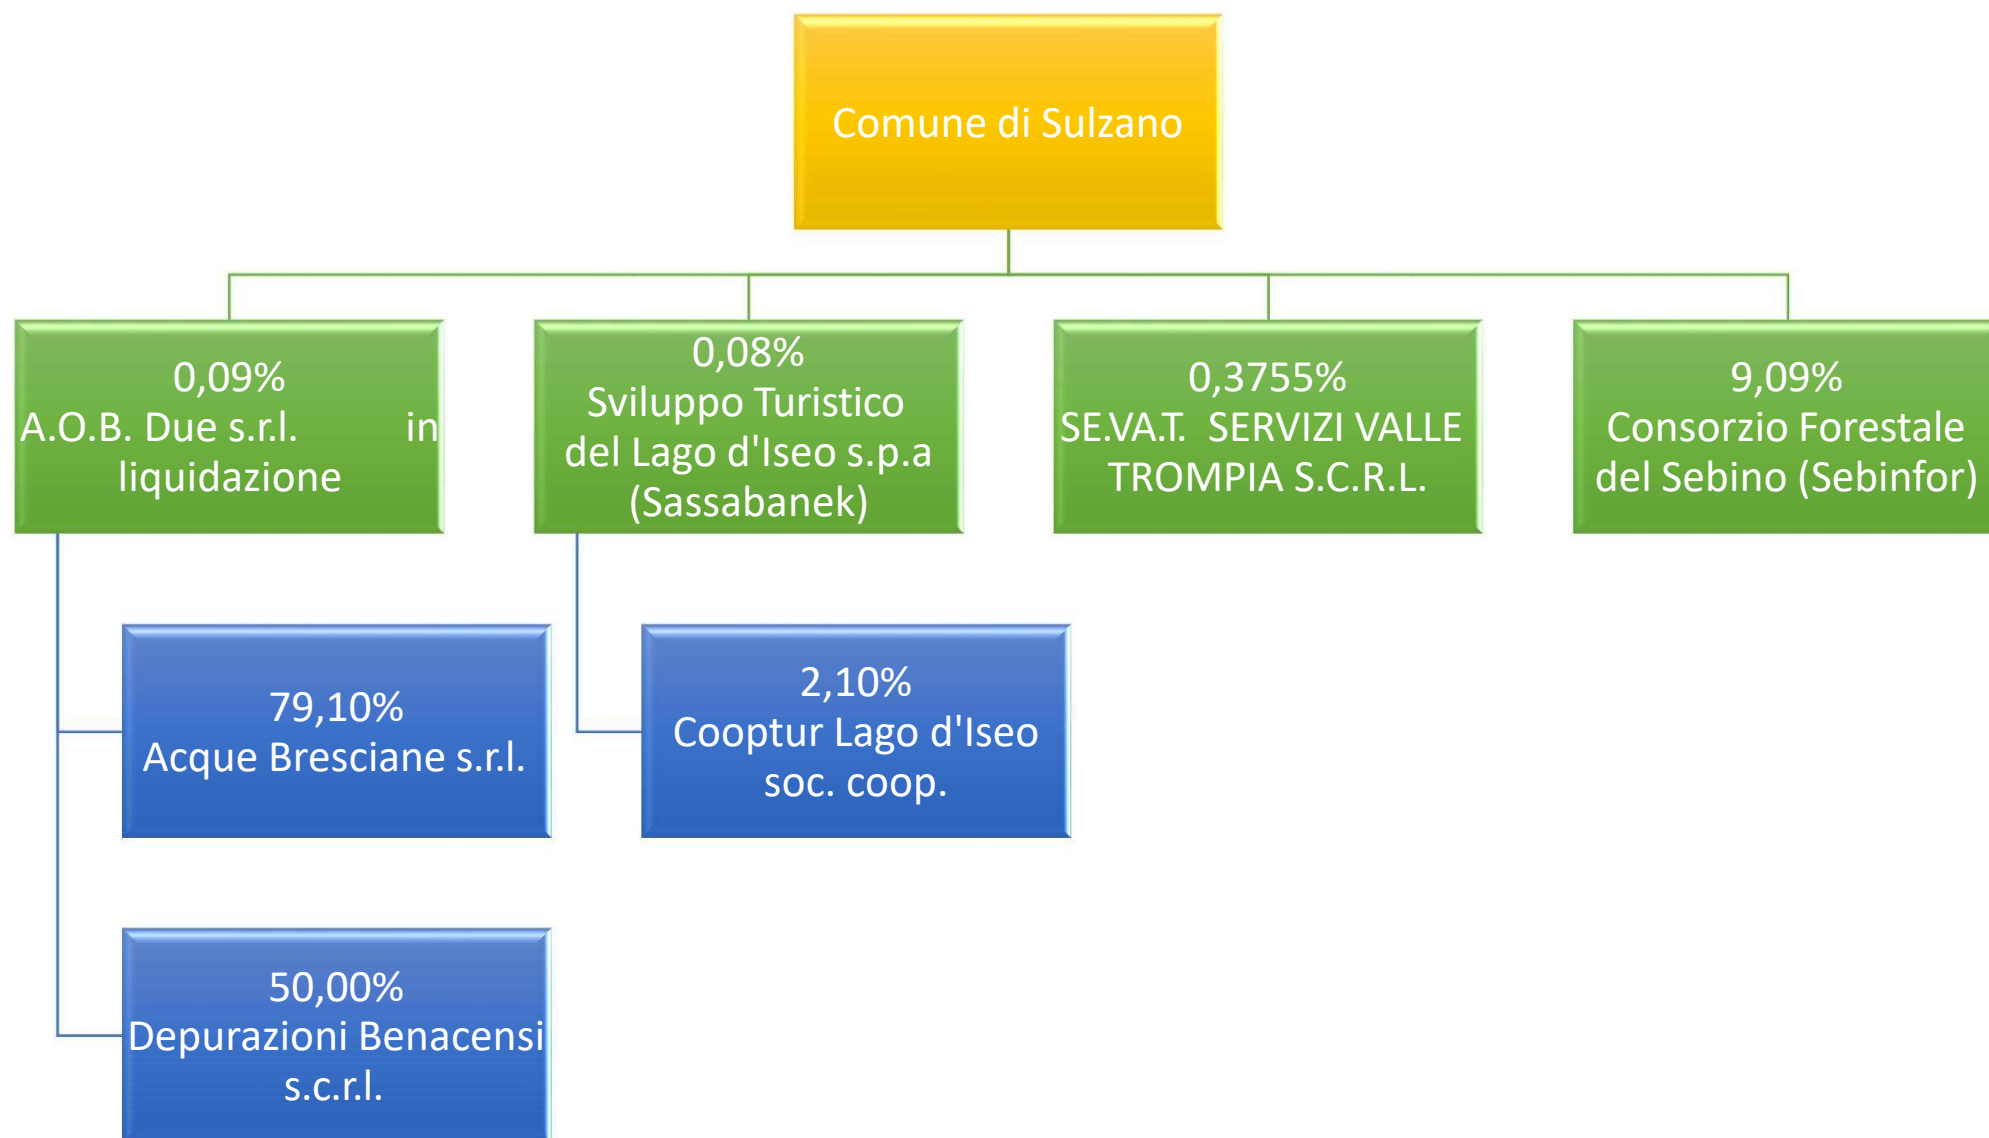 Comune di Sulzano
0,09%
A.O.B. Due s.r.l. in
liquidazione
0,08%
Sviluppo Turistico
del Lago d'Iseo s.p.a
(Sassabanek)
0,3755%
SE.VA.T. SERVIZI VALLE
TROMPIA S.C.R.L.
9,09%
Consorzio Forestale
del Sebino (Sebinfor)
79,10%
Acque Bresciane s.r.l.
2,10%
Cooptur Lago d'Iseo
soc. coop.
50,00%
Depurazioni Benacensi
s.c.r.l.